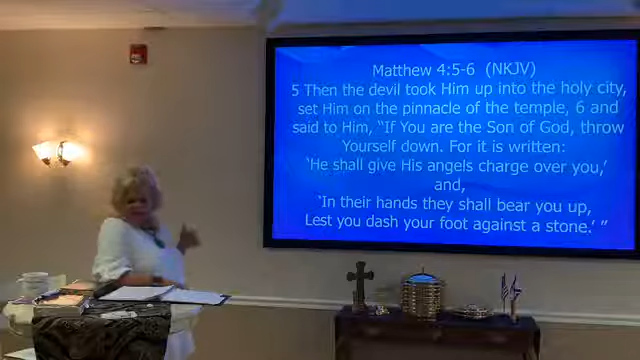 Matthew 4:5-6 (NKJV)
5 Then the devil took Him up into the holy city,
set Him on the pinnacle of the temple, 6 and
said to Him, "If You are the Son of God, throw
Yourself down. For it is written:
'He shall give His angels charge over you,'
and,
'In their hands they shall bear you up,
Lest you dash your foot against a stone.' "